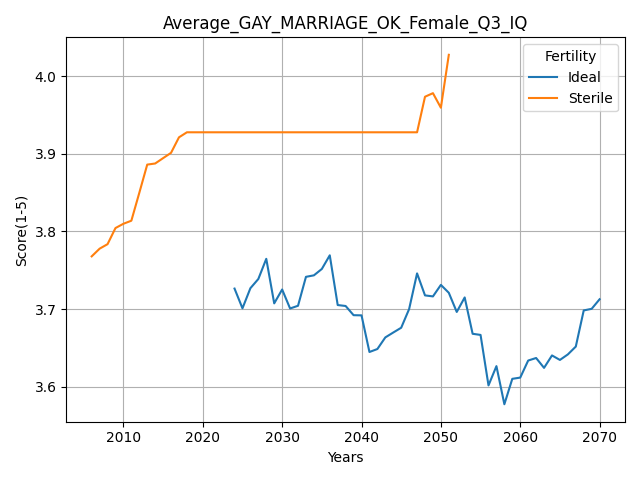 Average_GAY_MARRIAGE_OK_Female_Q3_IQ
Fertility
Ideal
Sterile
Score(1-5)
4.0
3.9
3.8
3.7
3.6
2010 2020 2030 2040 2050 2060 2070
Years